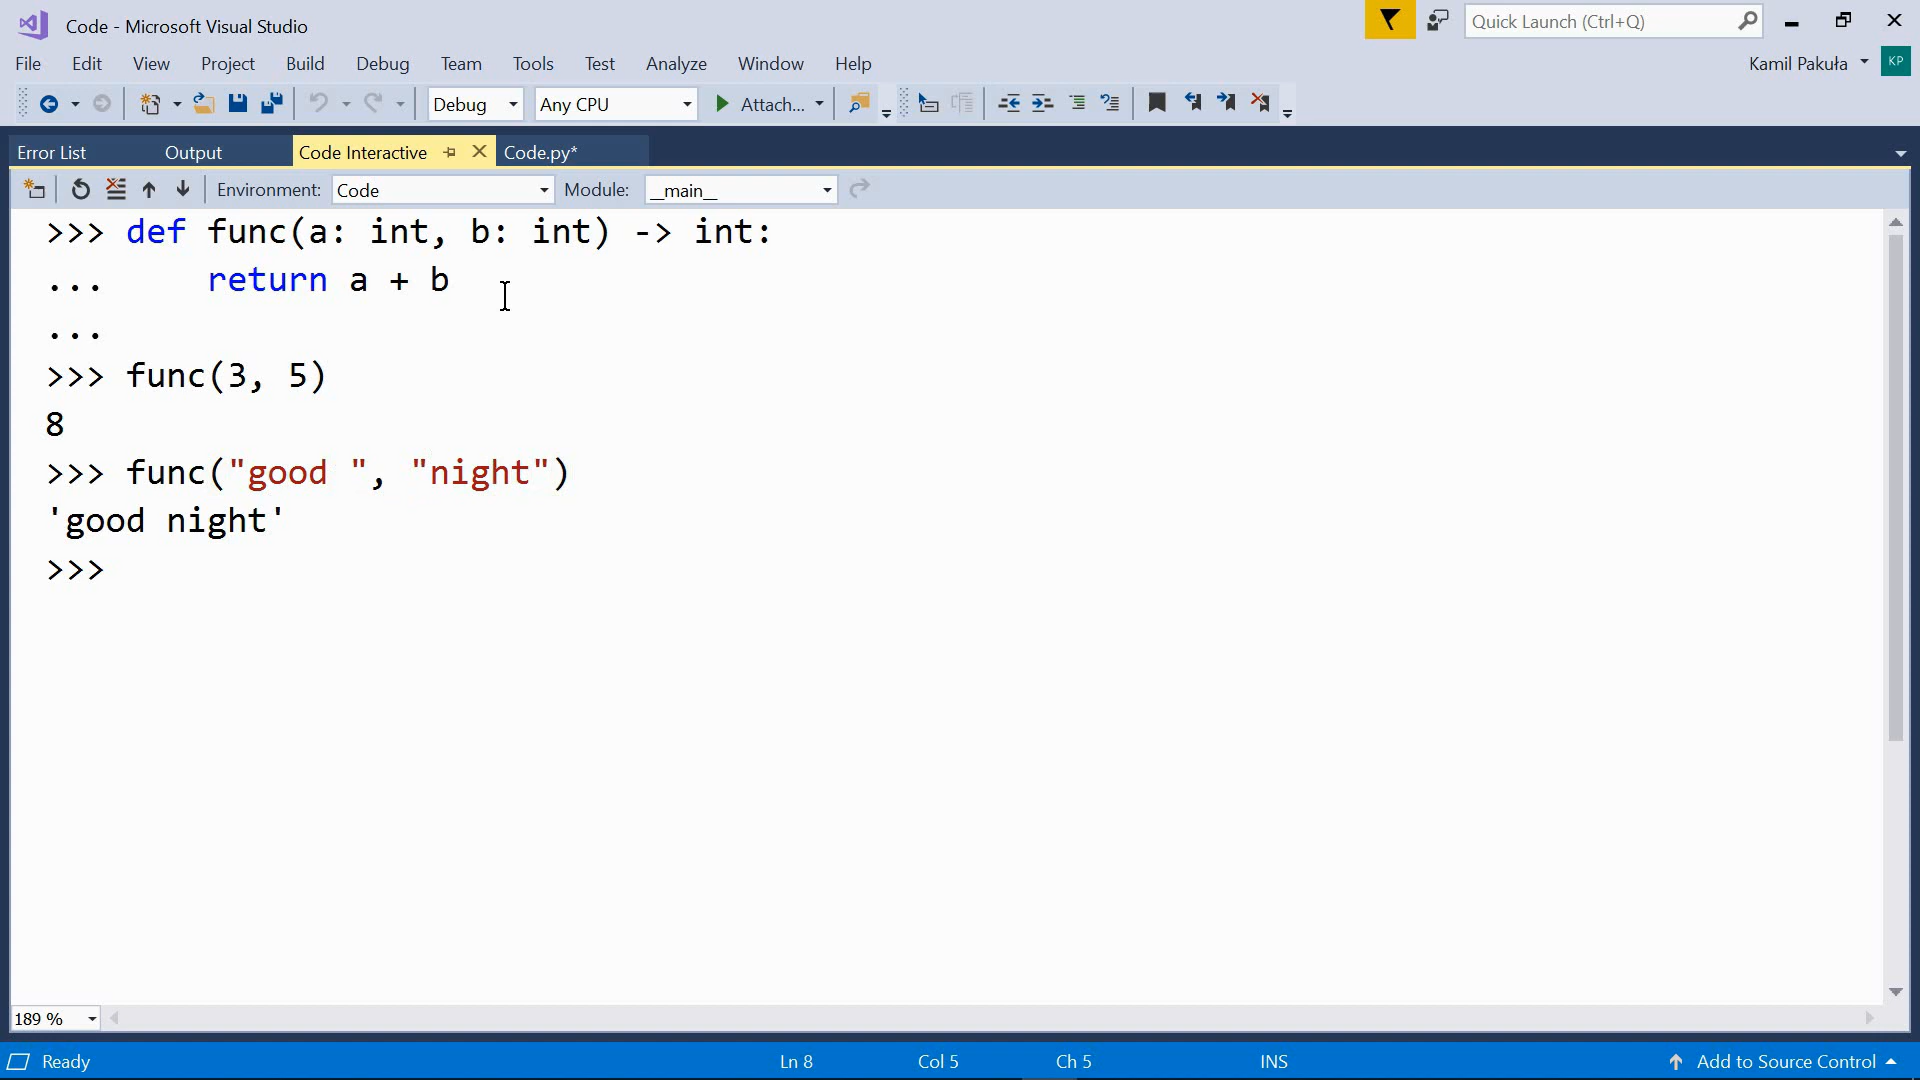 Code - Microsoft Visual Studio
Quick Launch (Ctrl+Q)
File Edit View Project Build Debug Team Tools Test Analyze Window Help
Kamil Pakuła KP
Debug Any CPU Attach...
Error List Output Code Interactive Code.py*
Environment: Code Module: __main__
>>> def func(a: int, b: int) -> int:
... return a + b
...
>>> func(3, 5)
8
>>> func("good ", "night")
'good night'
>>>
189 %
Ready Ln 8 Col 5 Ch 5 INS Add to Source Control